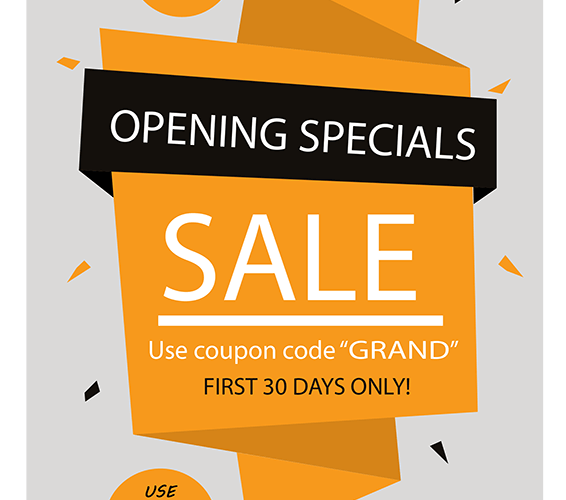 OPENING SPECIALS
SALE
Use coupon code “GRAND”
FIRST 30 DAYS ONLY!
USE